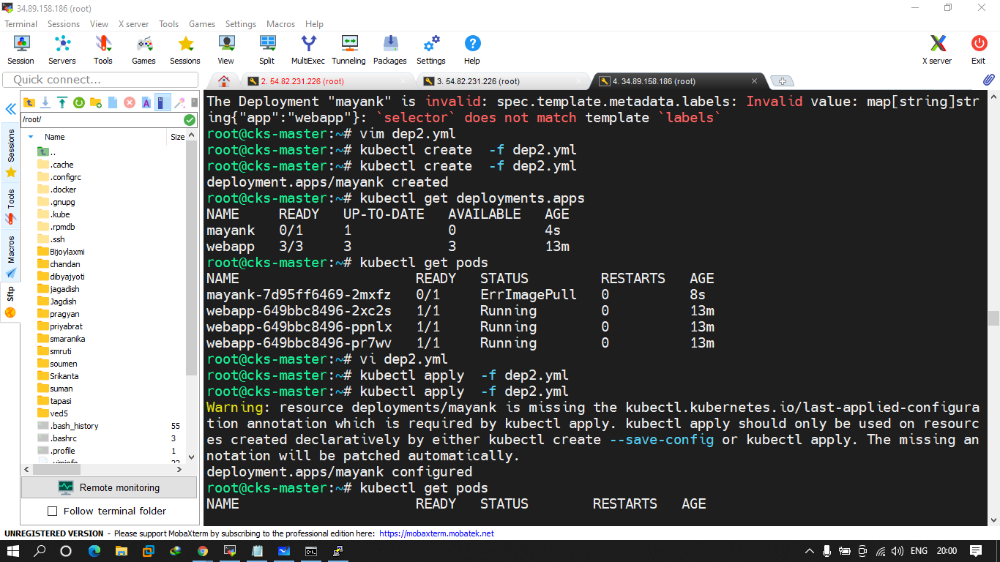 34.89.158.186 (root)
Terminal Sessions View X server Tools Games Settings Macros Help
Session Servers Tools Games Sessions View Split MultiExec Tunneling Packages Settings Help X server Exit
Quick connect...
2. 54.82.231.226 (root)
3. 54.82.231.226 (root)
4. 34.89.158.186 (root)
Sessions
Tools
Macros
Sftp
/root/
Name Size
..
.cache
.configrc
.docker
.gnupg
.kube
.rpmdb
.ssh
Bijoylaxmi
chandan
dibyajyoti
jagadish
Jagdish
pragyan
priyabrat
smaranika
smruti
soumen
Srikanta
suman
tapasi
ved5
.bash_history 55
.bashrc 3
.profile 1
.viminfo 22
Remote monitoring
Follow terminal folder
The Deployment "mayank" is invalid: spec.template.metadata.labels: Invalid value: map[string]str
ing{"app":"webapp"}: `selector` does not match template `labels`
root@cks-master:~# vim dep2.yml
root@cks-master:~# kubectl create  -f dep2.yml
root@cks-master:~# kubectl create  -f dep2.yml
deployment.apps/mayank created
root@cks-master:~# kubectl get deployments.apps
NAME     READY   UP-TO-DATE   AVAILABLE   AGE
mayank   0/1     1            0           4s
webapp   3/3     3            3           13m
root@cks-master:~# kubectl get pods
NAME                      READY   STATUS         RESTARTS   AGE
mayank-7d95ff6469-2mxfz   0/1     ErrImagePull   0          8s
webapp-649bbc8496-2xc2s   1/1     Running        0          13m
webapp-649bbc8496-ppnlx   1/1     Running        0          13m
webapp-649bbc8496-pr7wv   1/1     Running        0          13m
root@cks-master:~# vi dep2.yml
root@cks-master:~# kubectl apply  -f dep2.yml
root@cks-master:~# kubectl apply  -f dep2.yml
Warning: resource deployments/mayank is missing the kubectl.kubernetes.io/last-applied-configura
tion annotation which is required by kubectl apply. kubectl apply should only be used on resourc
es created declaratively by either kubectl create --save-config or kubectl apply. The missing an
notation will be patched automatically.
deployment.apps/mayank configured
root@cks-master:~# kubectl get pods
NAME                      READY   STATUS        RESTARTS   AGE
UNREGISTERED VERSION - Please support MobaXterm by subscribing to the professional edition here: https://mobaxterm.mobatek.net
ENG 20:00